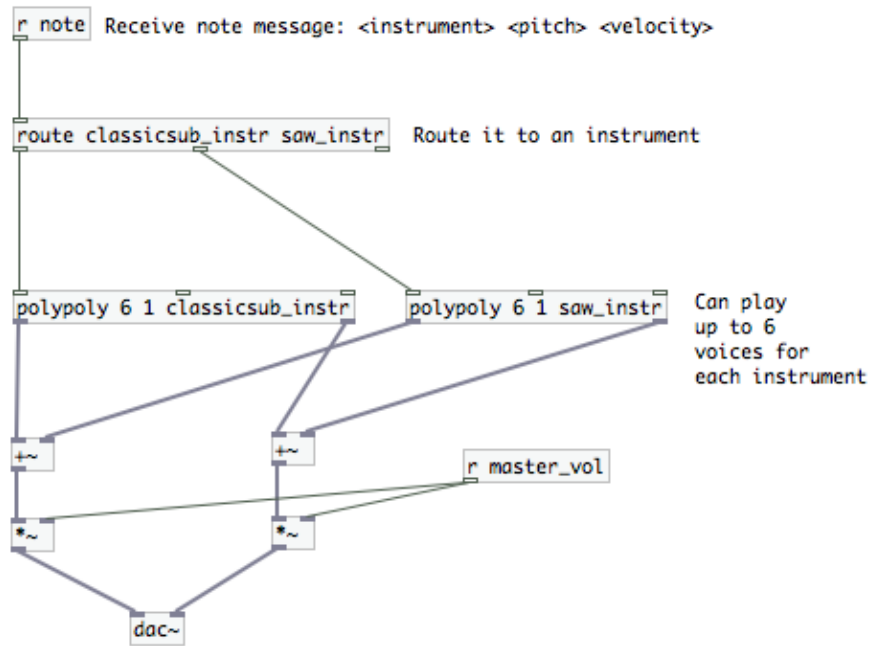 r note
Receive note message: <instrument> <pitch> <velocity>
route classicsub_instr saw_instr
Route it to an instrument
polypoly 6 1 classicsub_instr
polypoly 6 1 saw_instr
Can play
up to 6
voices for
each instrument
+~
+~
r master_vol
*~
*~
dac~